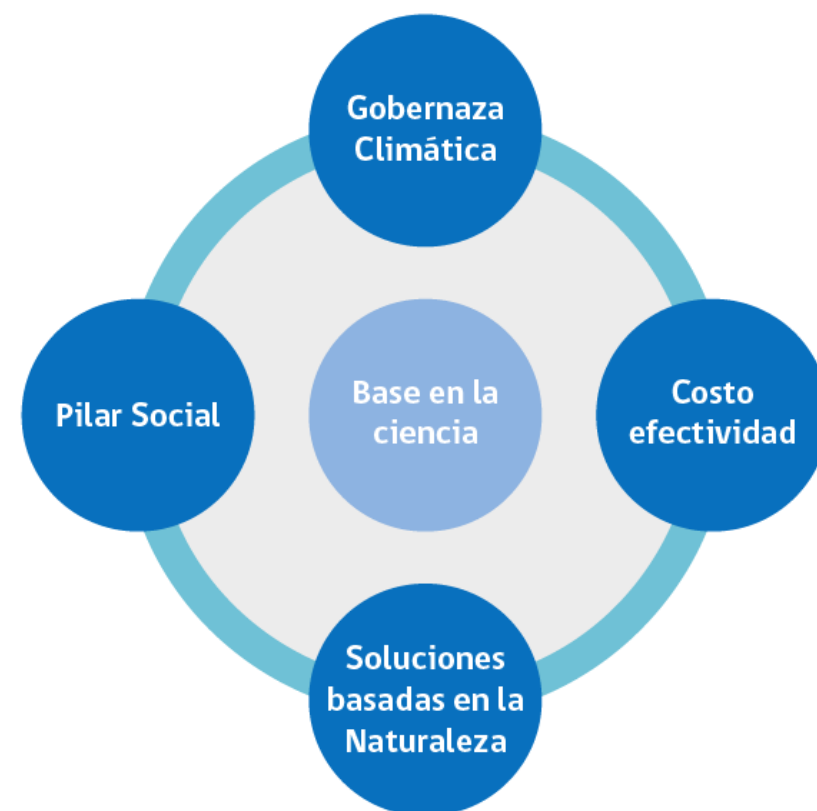 Gobernaza
Climática
Pilar Social
Base en la
ciencia
Costo
efectividad
Soluciones
basadas en la
Naturaleza